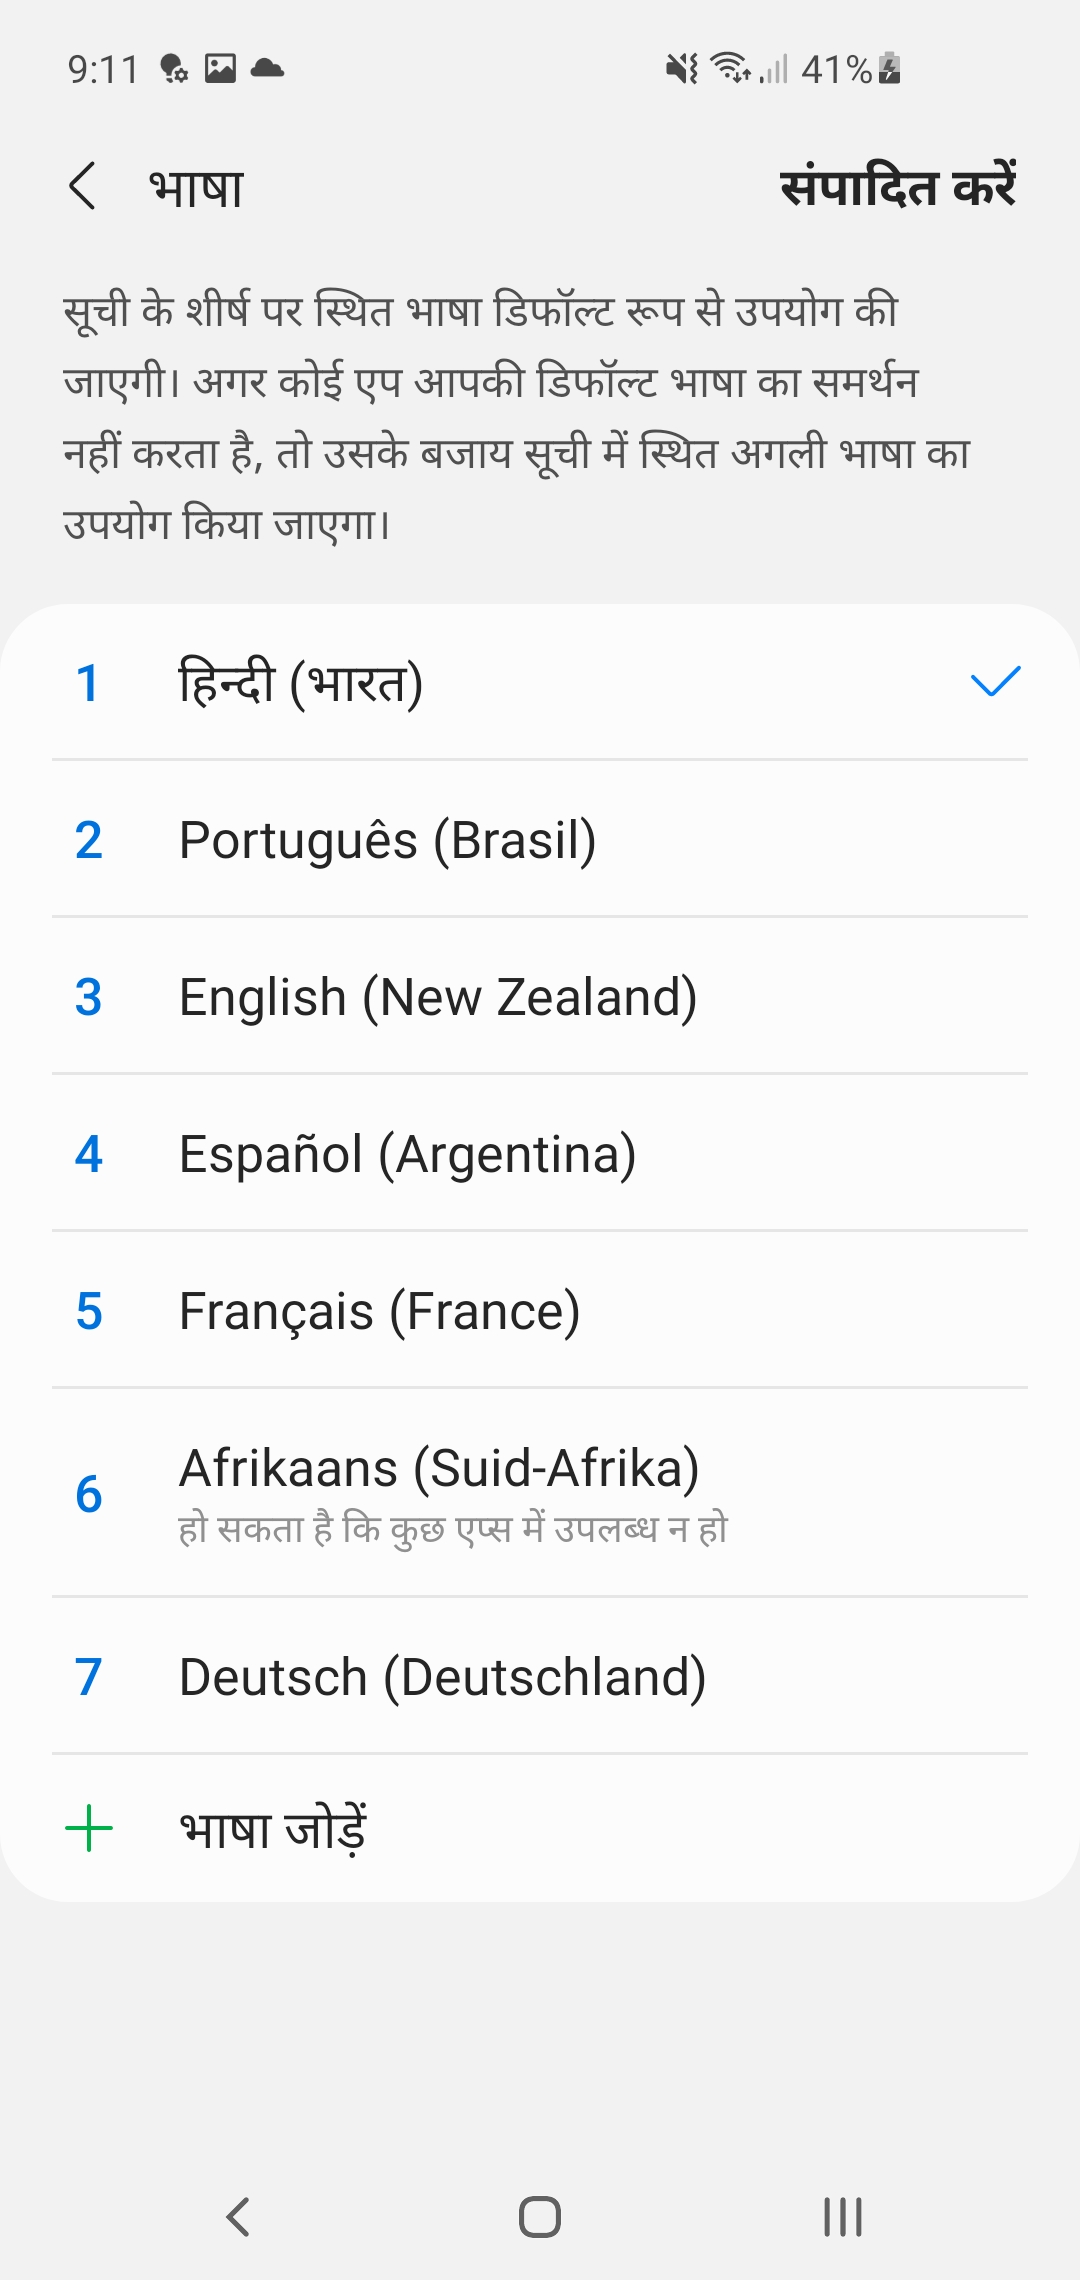 9:11
41%
भाषा
संपादित करें
सूची के शीर्ष पर स्थित भाषा डिफॉल्ट रूप से उपयोग की
जाएगी। अगर कोई एप आपकी डिफॉल्ट भाषा का समर्थन
नहीं करता है, तो उसके बजाय सूची में स्थित अगली भाषा का
उपयोग किया जाएगा।
1 हिन्दी (भारत)
2 Português (Brasil)
3 English (New Zealand)
4 Español (Argentina)
5 Français (France)
6 Afrikaans (Suid-Afrika)
हो सकता है कि कुछ एप्स में उपलब्ध न हो
7 Deutsch (Deutschland)
भाषा जोड़ें